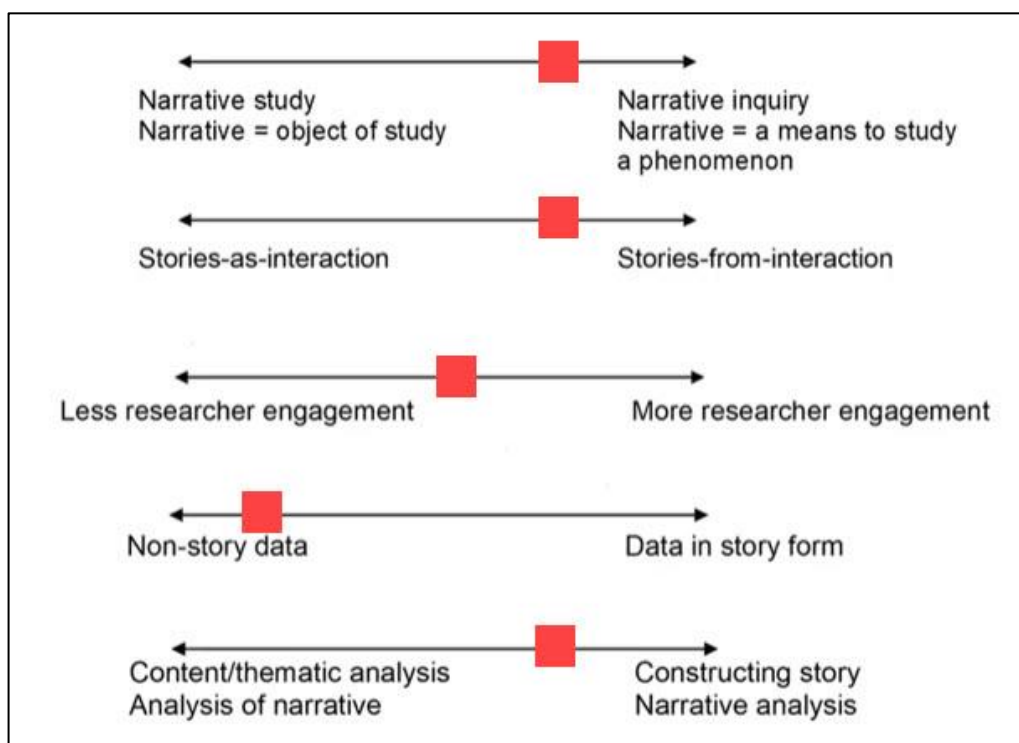 Narrative study
Narrative = object of study
Narrative inquiry
Narrative = a means to study
a phenomenon
Stories-as-interaction
Stories-from-interaction
Less researcher engagement
More researcher engagement
Non-story data
Data in story form
Content/thematic analysis
Analysis of narrative
Constructing story
Narrative analysis